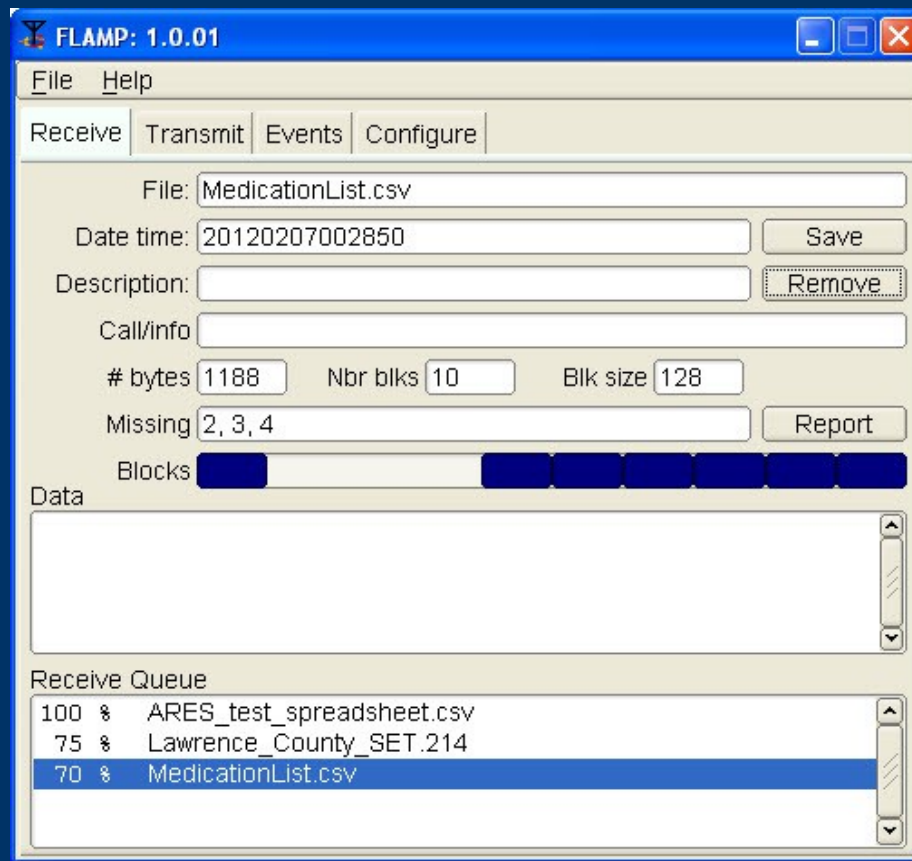 FLAMP: 1.0.01
File Help
Receive Transmit Events Configure
File: MedicationList.csv
Date time: 20120207002850 Save
Description: Remove
Call/info
# bytes 1188 Nbr blks 10 Blk size 128
Missing 2, 3, 4 Report
Blocks
Data
Receive Queue
100 % ARES_test_spreadsheet.csv
75 % Lawrence_County_SET.214
70 % MedicationList.csv